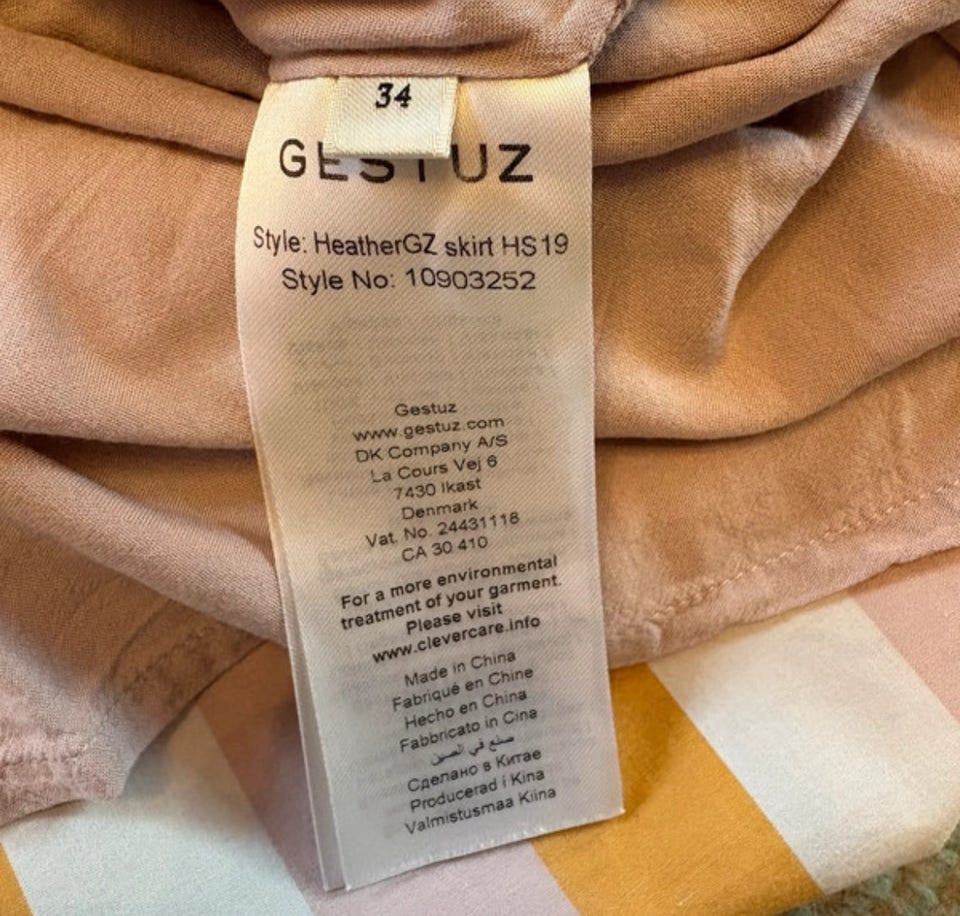 34
GESTUZ
Style: HeatherGZ skirt HS19
Style No: 10903252
Gestuz
www.gestuz.com
DK Company A/S
La Cours Vej 6
7430 Ikast
Denmark
Vat. No. 24431118
CA 30 410
For a more environmental
treatment of your garment.
Please visit
www.clevercare.info
Made in China
Fabriqué en Chine
Hecho en China
Fabbricato in Cina
صنع في الصين
Сделано в Китае
Producerad i Kina
Valmistusmaa Kiina